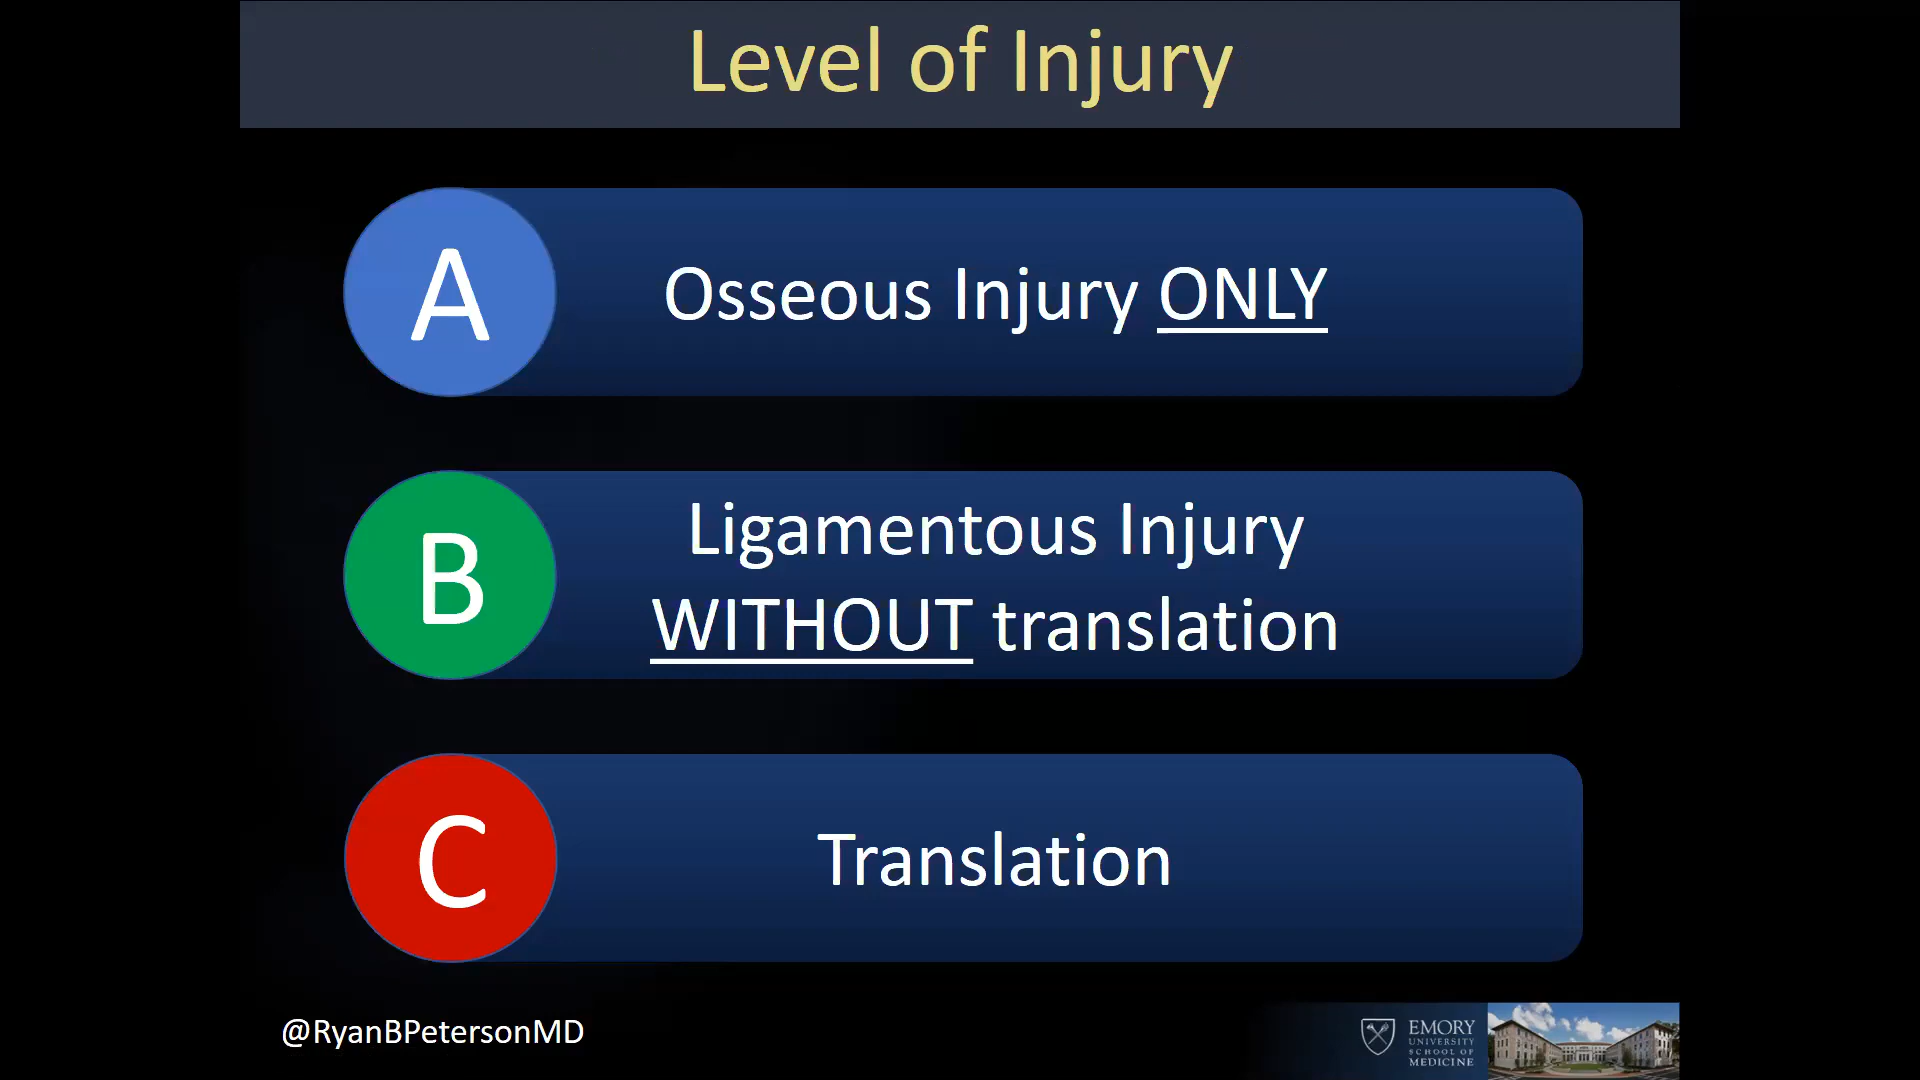 Level of Injury
A
Osseous Injury ONLY
B
Ligamentous Injury
WITHOUT translation
C
Translation
@RyanBPetersonMD
EMORY
UNIVERSITY
SCHOOL OF
MEDICINE